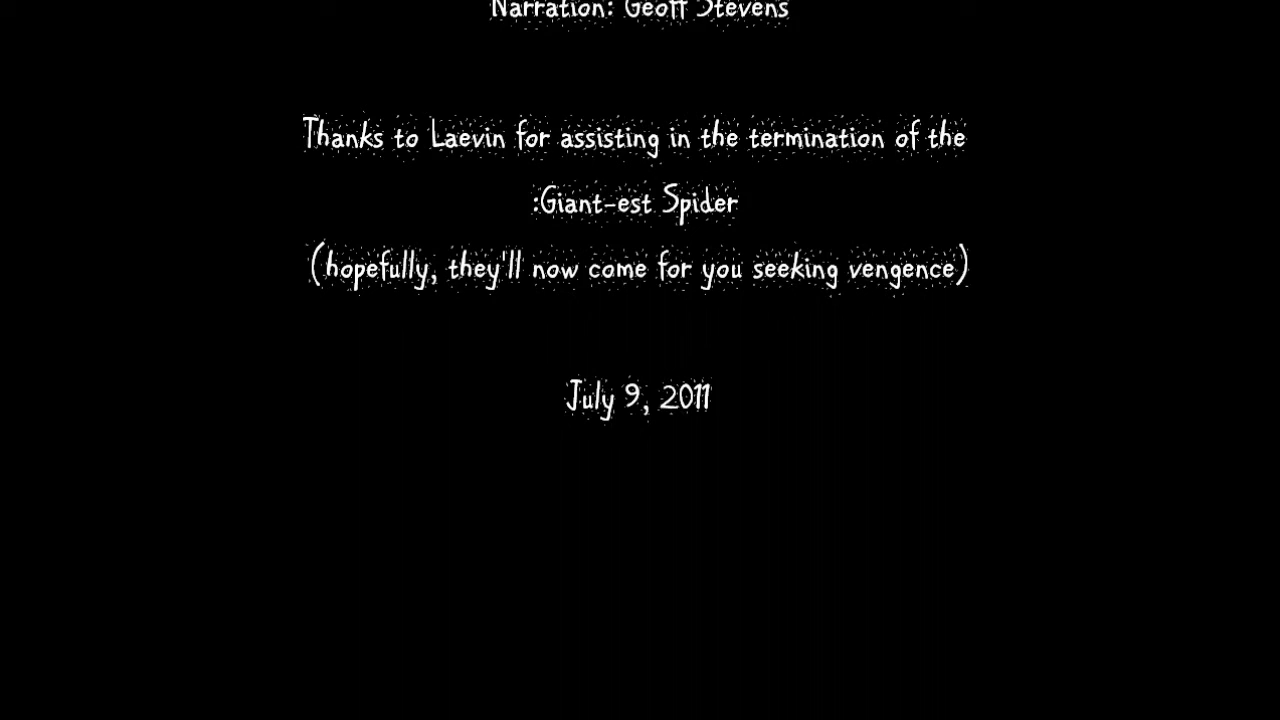 Narration: Geoff Stevens
Thanks to Laevin for assisting in the termination of the
:Giant-est Spider
(hopefully, they'll now come for you seeking vengence)
July 9, 2011